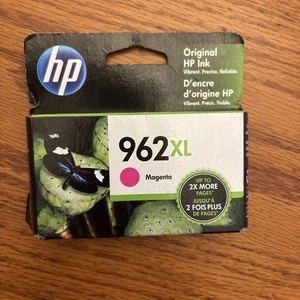 hp
Original
HP Ink
Vibrant. Precise. Reliable.
D'encre
d'origine HP
Vibrant. Précis. Fiable.
962XL
Magenta
UP TO
2X MORE
PAGES
JUSQU'À
2 FOIS PLUS
DE PAGES